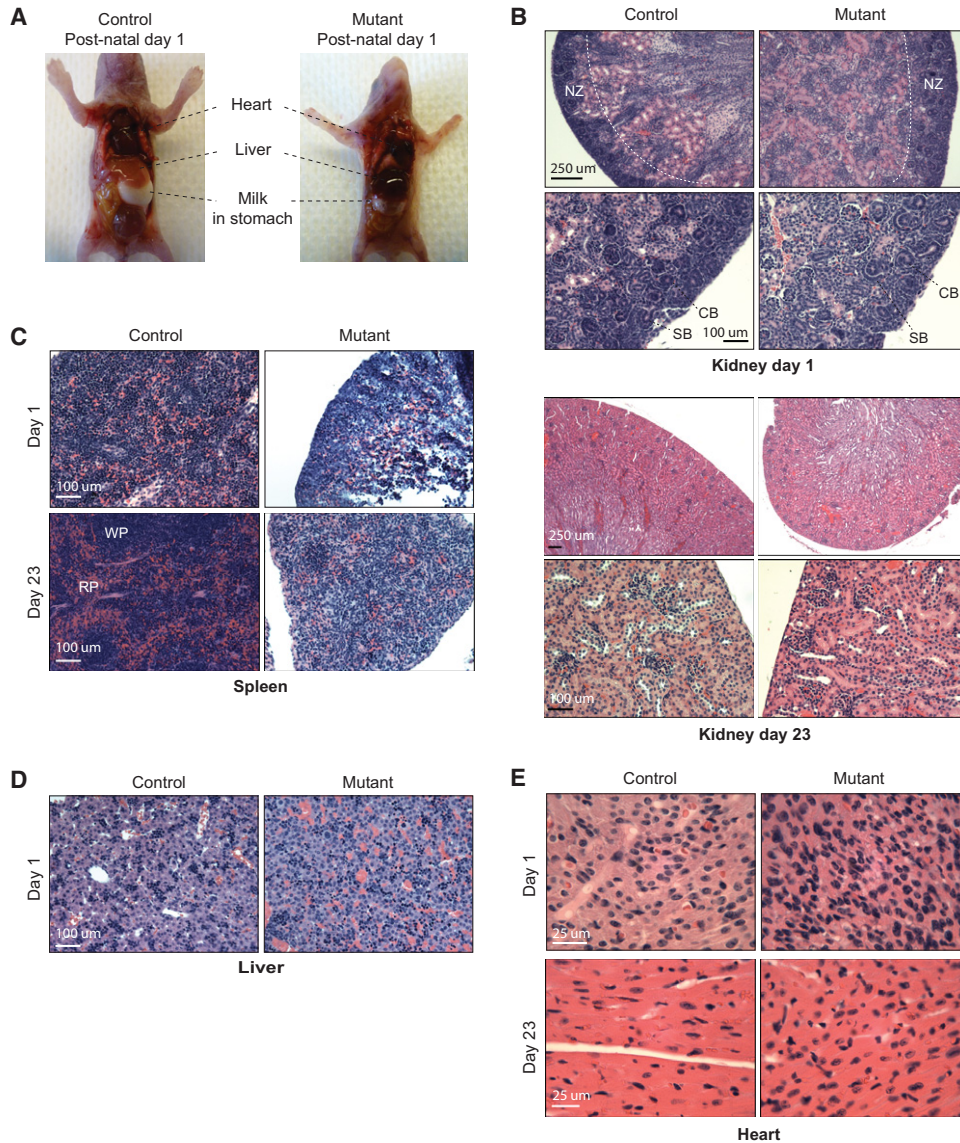 A
Control
Post-natal day 1
Mutant
Post-natal day 1
Heart
Liver
Milk
in stomach
B
Control
Mutant
NZ
NZ
250 um
CB
SB
100 um
CB
SB
Kidney day 1
250 um
100 um
Kidney day 23
C
Control
Mutant
Day 1
100 um
Day 23
WP
RP
100 um
Spleen
D
Control
Mutant
Day 1
100 um
Liver
E
Control
Mutant
Day 1
25 um
Day 23
25 um
Heart